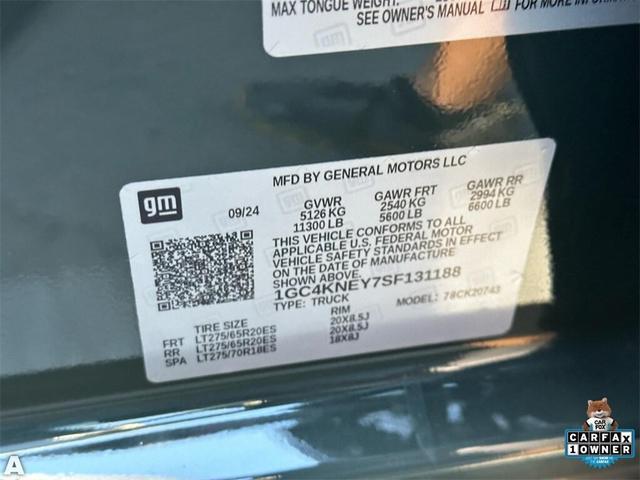 MAX TONGUE WEIGHT:
SEE OWNER'S MANUAL FOR MORE INFORMATION
MFD BY GENERAL MOTORS LLC
gm
09/24
GVWR GAWR FRT GAWR RR
5126 KG 2540 KG 2994 KG
11300 LB 5600 LB 6600 LB
THIS VEHICLE CONFORMS TO ALL
APPLICABLE U.S. FEDERAL MOTOR
VEHICLE SAFETY STANDARDS IN EFFECT
ON THE DATE OF MANUFACTURE
SHOWN ABOVE.
1GC4KNEY7SF131188
TYPE: TRUCK MODEL: 78CK20743
TIRE SIZE RIM
FRT LT275/65R20ES 20X8.5J
RR LT275/65R20ES 20X8.5J
SPA LT275/70R18ES 18X8J
A
CAR
FOX
CARFAX
1 OWNER